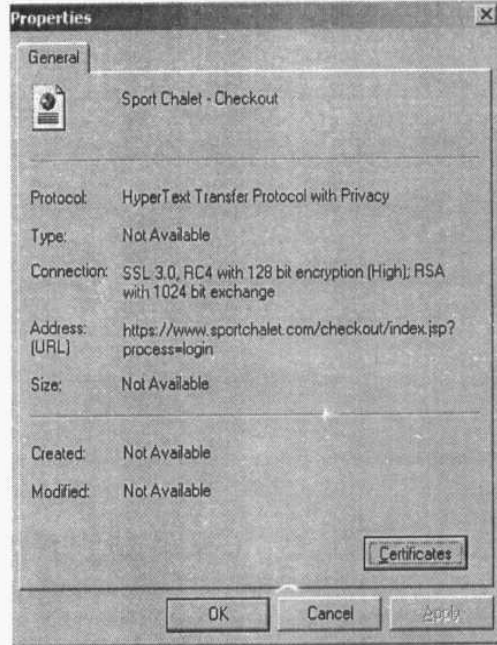 Properties
General
Sport Chalet - Checkout
Protocol: HyperText Transfer Protocol with Privacy
Type: Not Available
Connection: SSL 3.0, RC4 with 128 bit encryption (High); RSA
with 1024 bit exchange
Address: https://www.sportchalet.com/checkout/index.jsp?
(URL) process=login
Size: Not Available
Created: Not Available
Modified: Not Available
Certificates
OK Cancel Apply